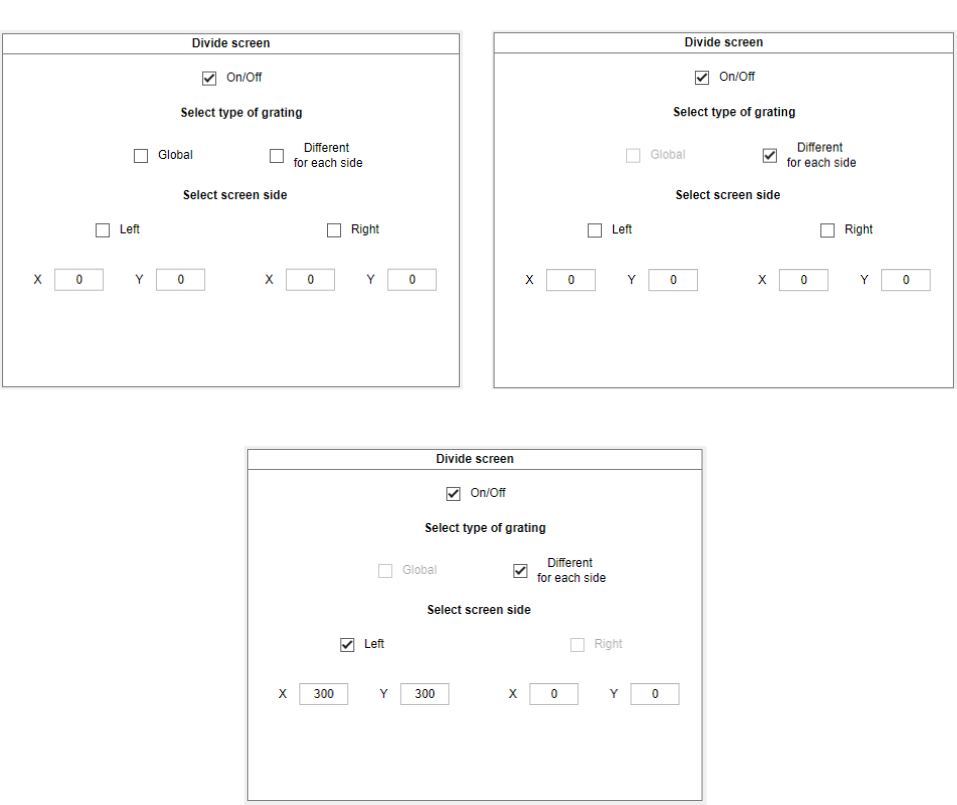 Divide screen
On/Off
Select type of grating
Global
Different
for each side
Select screen side
Left Right
X 0 Y 0 X 0 Y 0
Divide screen
On/Off
Select type of grating
Global
Different
for each side
Select screen side
Left Right
X 0 Y 0 X 0 Y 0
Divide screen
On/Off
Select type of grating
Global
Different
for each side
Select screen side
Left Right
X 300 Y 300 X 0 Y 0